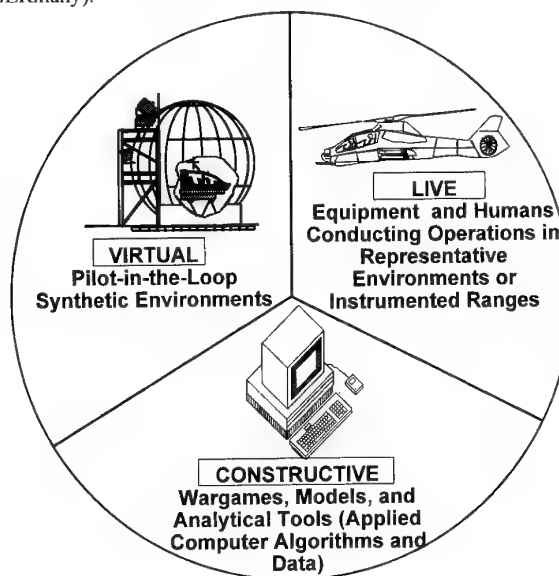 VIRTUAL
Pilot-in-the-Loop
Synthetic Environments
LIVE
Equipment and Humans
Conducting Operations in
Representative
Environments or
Instrumented Ranges
CONSTRUCTIVE
Wargames, Models, and
Analytical Tools (Applied
Computer Algorithms and
Data)